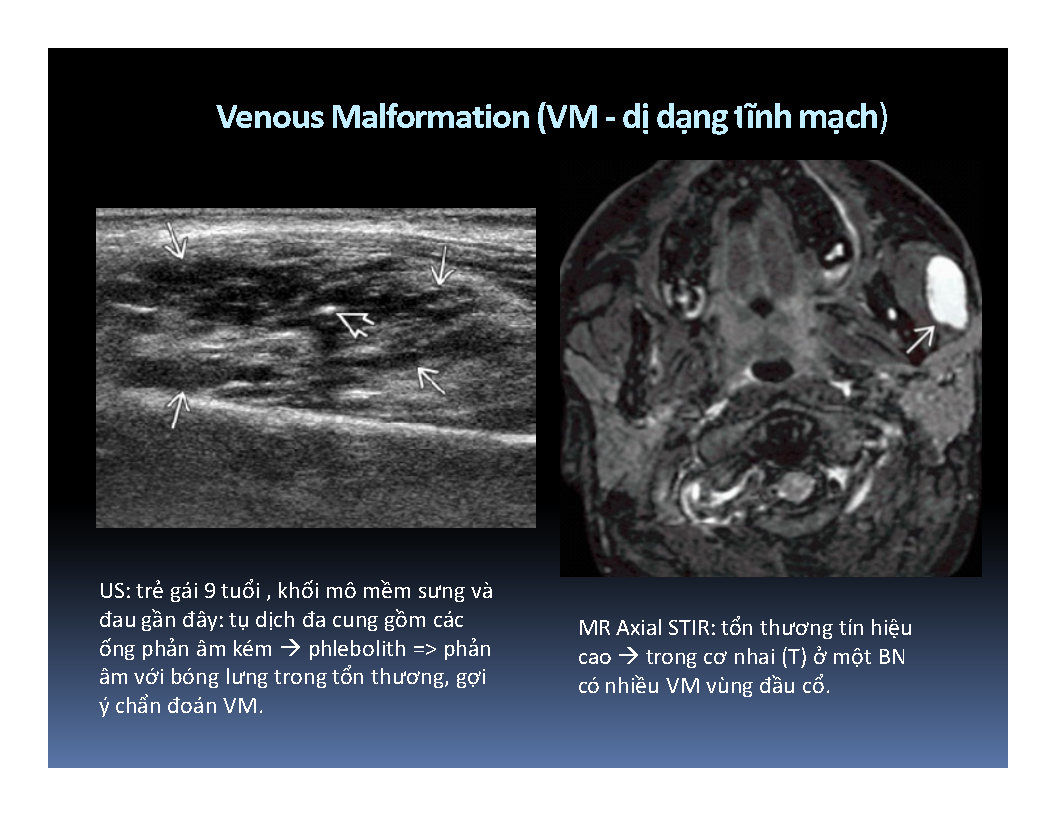 Venous Malformation (VM - dị dạng tĩnh mạch)
US: trẻ gái 9 tuổi , khối mô mềm sưng và
đau gần đây: tụ dịch đa cung gồm các
ống phản âm kém → phlebolith => phản
âm với bóng lưng trong tổn thương, gợi
ý chẩn đoán VM.
MR Axial STIR: tổn thương tín hiệu
cao → trong cơ nhai (T) ở một BN
có nhiều VM vùng đầu cổ.